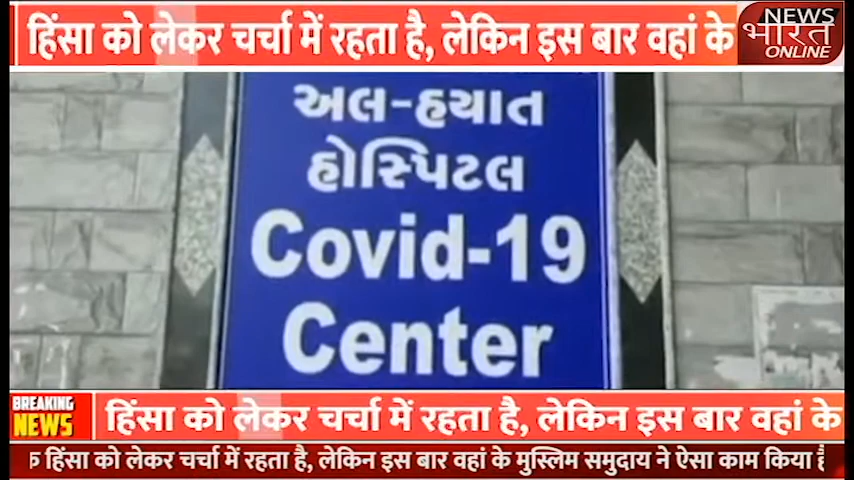 हिंसा को लेकर चर्चा में रहता है, लेकिन इस बार वहां के
NEWS
भारत
ONLINE
અલ-હયાત
હોસ્પિટલ
Covid-19
Center
BREAKING
NEWS
हिंसा को लेकर चर्चा में रहता है, लेकिन इस बार वहां के
हिंसा को लेकर चर्चा में रहता है, लेकिन इस बार वहां के मुस्लिम समुदाय ने ऐसा काम किया